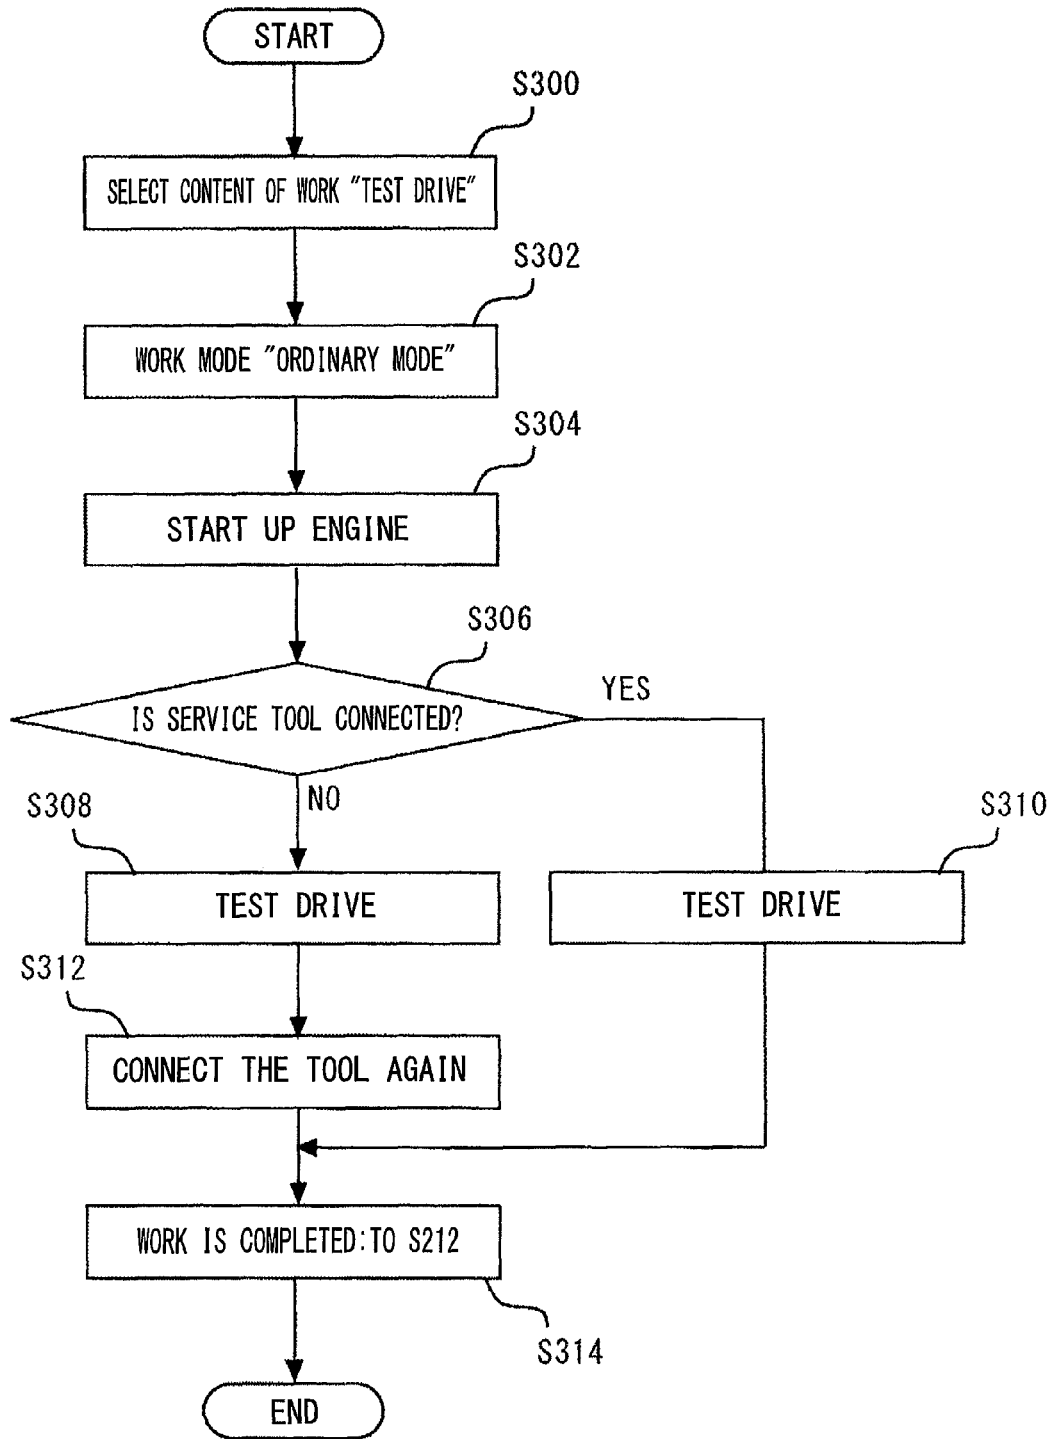 START
S300
SELECT CONTENT OF WORK "TEST DRIVE"
S302
WORK MODE "ORDINARY MODE"
S304
START UP ENGINE
S306
IS SERVICE TOOL CONNECTED?
YES
NO
S308
TEST DRIVE
S310
TEST DRIVE
S312
CONNECT THE TOOL AGAIN
WORK IS COMPLETED:TO S212
S314
END